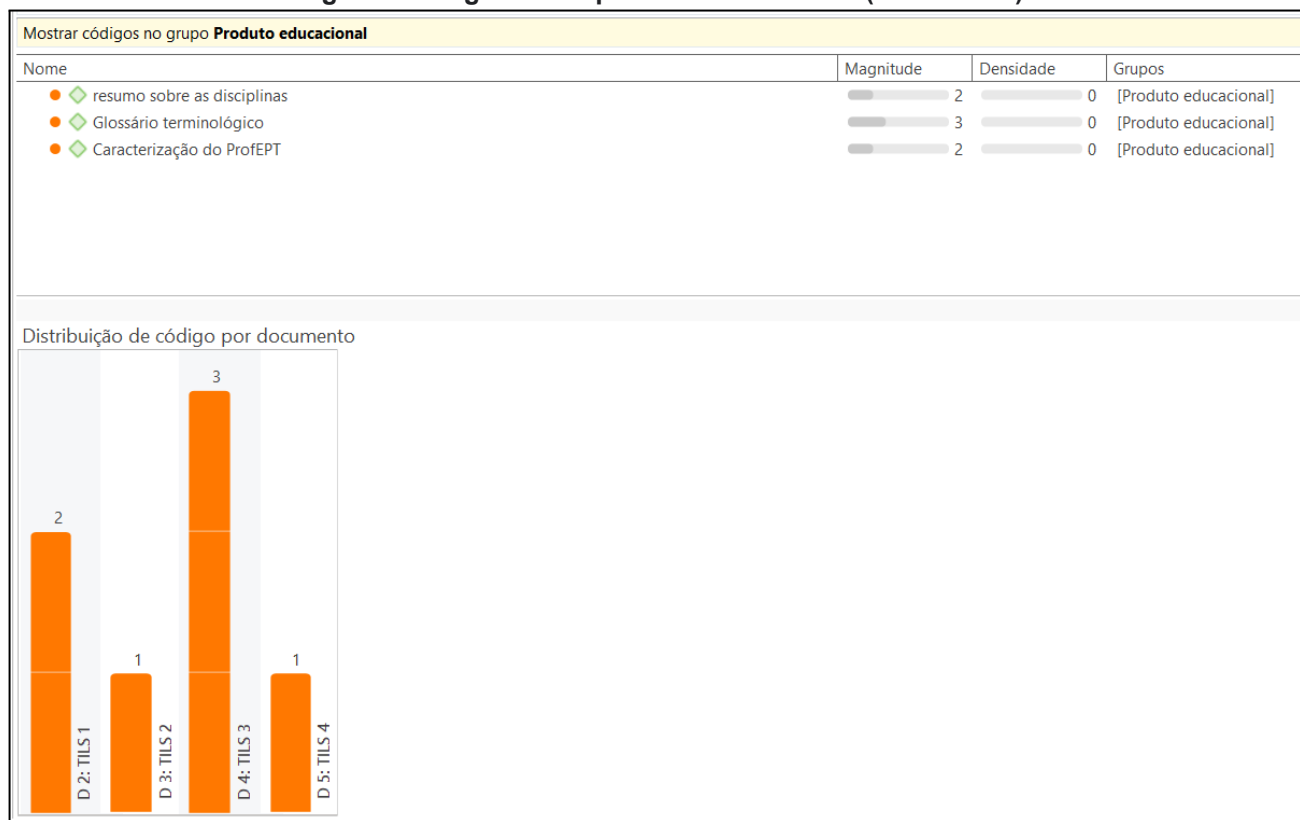 Mostrar códigos no grupo Produto educacional
Nome Magnitude Densidade Grupos
resumo sobre as disciplinas 2 0 [Produto educacional]
Glossário terminológico 3 0 [Produto educacional]
Caracterização do ProfEPT 2 0 [Produto educacional]
Distribuição de código por documento
2
D 2: TILS 1
1
D 3: TILS 2
3
D 4: TILS 3
1
D 5: TILS 4